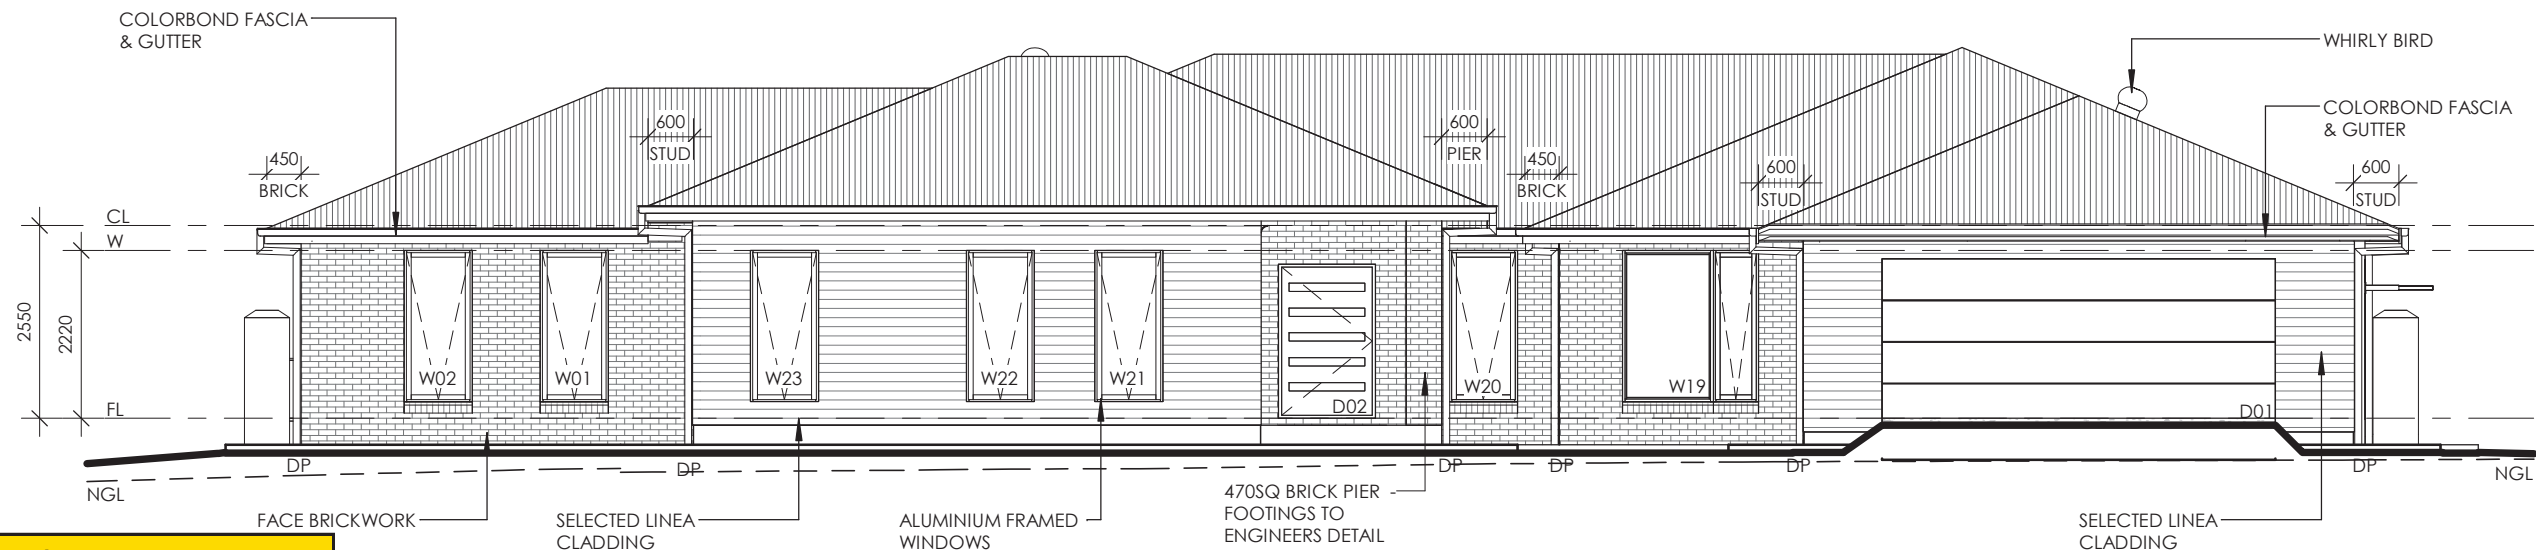 COLORBOND FASCIA
& GUTTER
WHIRLY BIRD
COLORBOND FASCIA
& GUTTER
600
STUD
600
PIER
450
BRICK
450
BRICK
600
STUD
600
STUD
CL
W
2550
2220
FL
W02
W01
W23
W22
W21
D02
W20
W19
D01
DP
DP
DP
DP
DP
DP
NGL
NGL
FACE BRICKWORK
SELECTED LINEA
CLADDING
ALUMINIUM FRAMED
WINDOWS
470SQ BRICK PIER -
FOOTINGS TO
ENGINEERS DETAIL
SELECTED LINEA
CLADDING